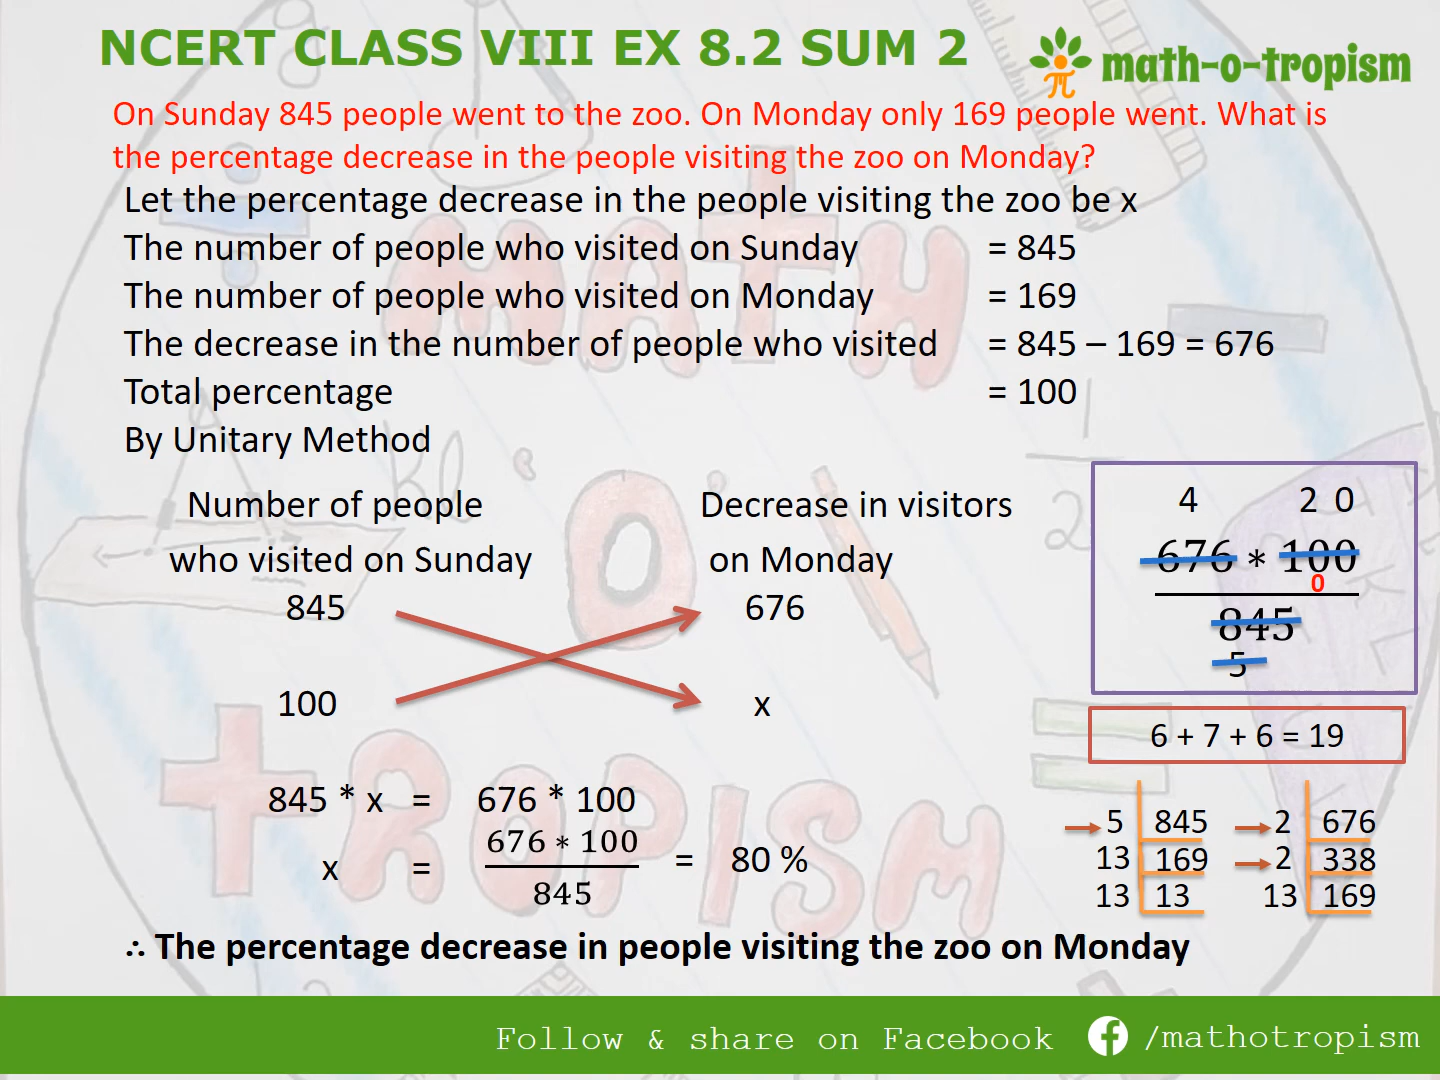 NCERT CLASS VIII EX 8.2 SUM 2
math-o-tropism
On Sunday 845 people went to the zoo. On Monday only 169 people went. What is
the percentage decrease in the people visiting the zoo on Monday?
Let the percentage decrease in the people visiting the zoo be x
The number of people who visited on Sunday = 845
The number of people who visited on Monday = 169
The decrease in the number of people who visited = 845 – 169 = 676
Total percentage = 100
By Unitary Method
Number of people Decrease in visitors
who visited on Sunday on Monday
845 676
100 x
4 2 0
676 * 100
0
845
5
6 + 7 + 6 = 19
845 * x = 676 * 100
x = 676 * 100 / 845 = 80 %
5 845 2 676
13 169 2 338
13 13 13 169
∴ The percentage decrease in people visiting the zoo on Monday
Follow & share on Facebook /mathotropism
MATH
'O'
TROPISM